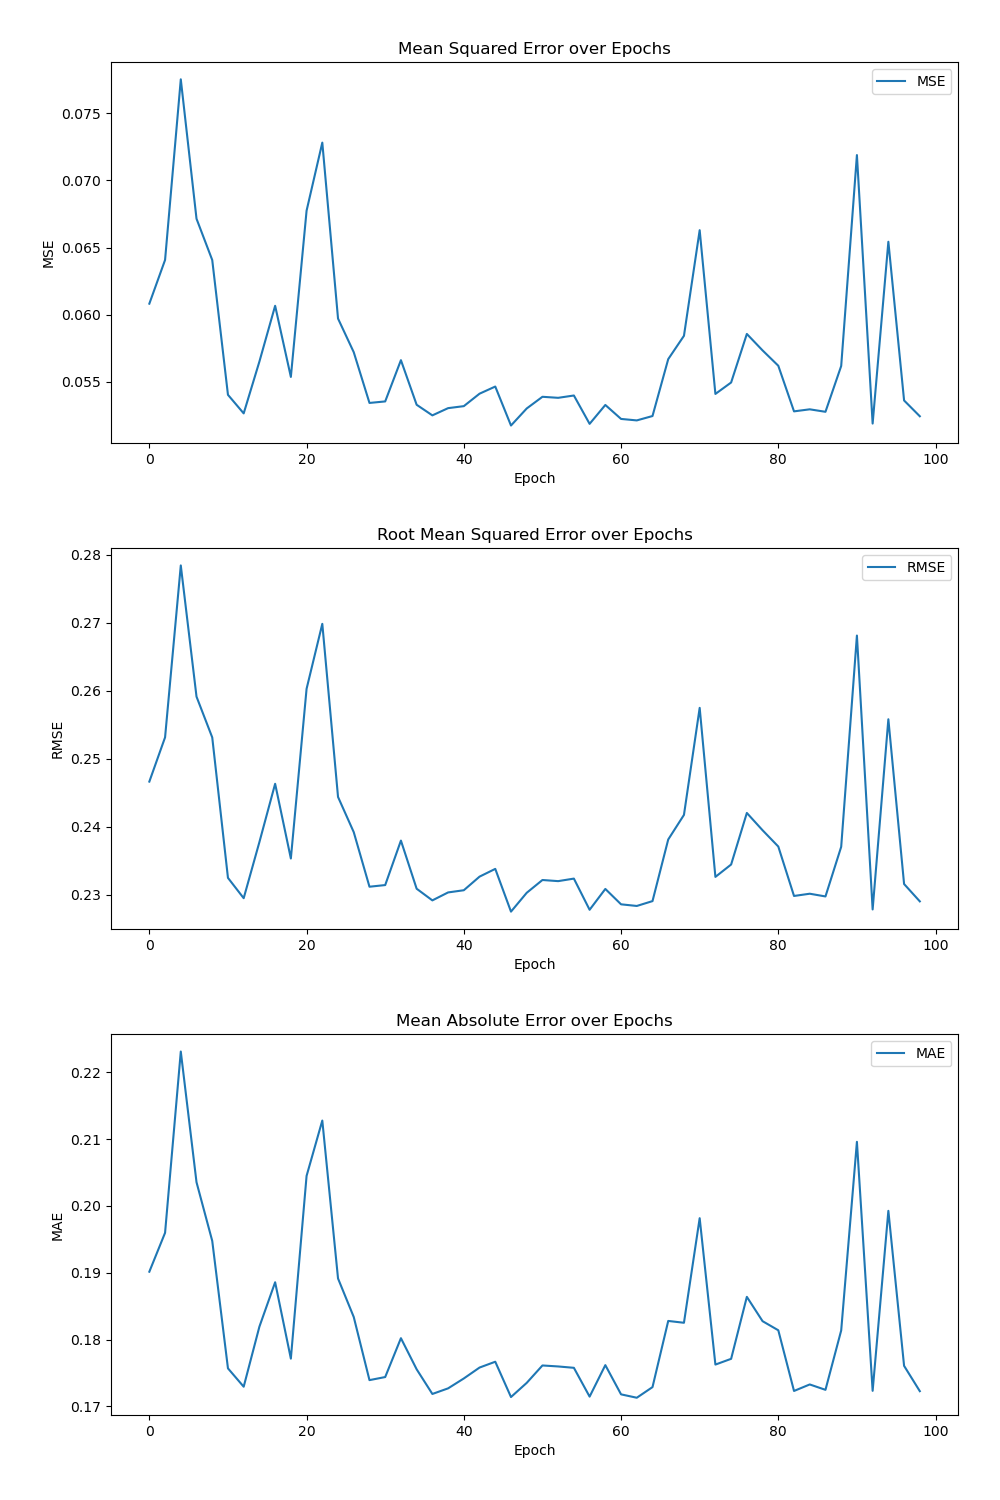 Mean Squared Error over Epochs
MSE
0.075
0.070
0.065
0.060
0.055
MSE
0 20 40 60 80 100
Epoch
Root Mean Squared Error over Epochs
RMSE
0.28
0.27
0.26
0.25
0.24
0.23
RMSE
0 20 40 60 80 100
Epoch
Mean Absolute Error over Epochs
MAE
0.22
0.21
0.20
0.19
0.18
0.17
MAE
0 20 40 60 80 100
Epoch